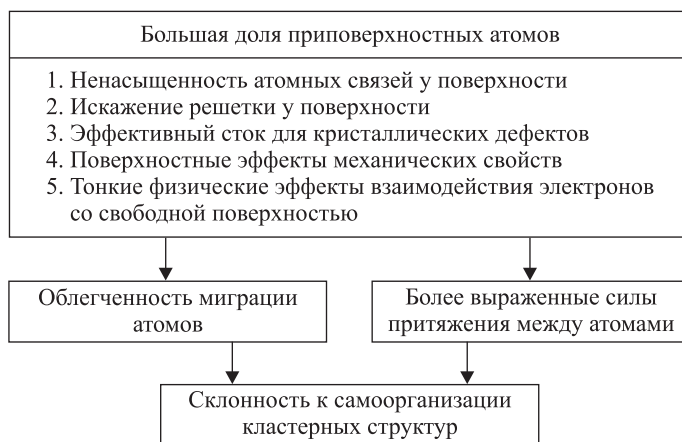 Большая доля приповерхностных атомов
1. Ненасыщенность атомных связей у поверхности
2. Искажение решетки у поверхности
3. Эффективный сток для кристаллических дефектов
4. Поверхностные эффекты механических свойств
5. Тонкие физические эффекты взаимодействия электронов
со свободной поверхностью
Облегченность миграции
атомов
Более выраженные силы
притяжения между атомами
Склонность к самоорганизации
кластерных структур